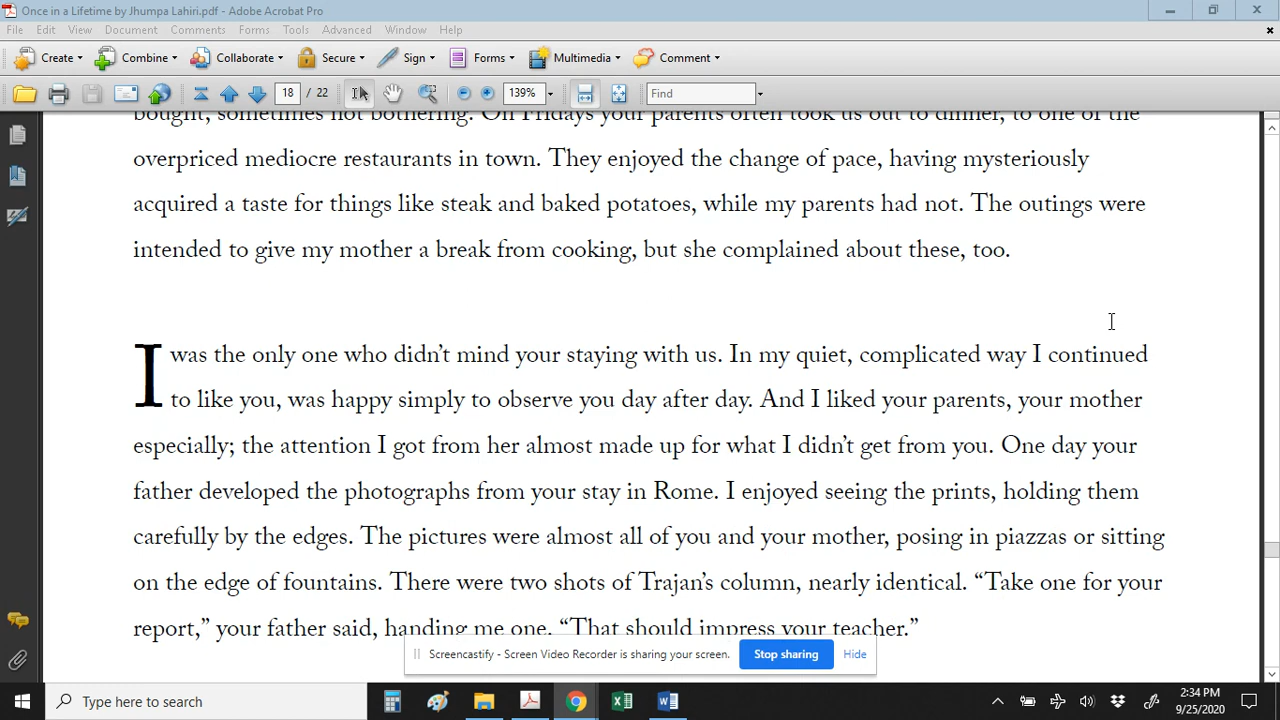 Once in a Lifetime by Jhumpa Lahiri.pdf - Adobe Acrobat Pro
File Edit View Document Comments Forms Tools Advanced Window Help
Create Combine Collaborate Secure Sign Forms Multimedia Comment
18 / 22 139% Find
bought, sometimes not bothering. On Fridays your parents often took us out to dinner, to one of the
overpriced mediocre restaurants in town. They enjoyed the change of pace, having mysteriously
acquired a taste for things like steak and baked potatoes, while my parents had not. The outings were
intended to give my mother a break from cooking, but she complained about these, too.
I was the only one who didn’t mind your staying with us. In my quiet, complicated way I continued
to like you, was happy simply to observe you day after day. And I liked your parents, your mother
especially; the attention I got from her almost made up for what I didn’t get from you. One day your
father developed the photographs from your stay in Rome. I enjoyed seeing the prints, holding them
carefully by the edges. The pictures were almost all of you and your mother, posing in piazzas or sitting
on the edge of fountains. There were two shots of Trajan’s column, nearly identical. “Take one for your
report,” your father said, handing me one. “That should impress your teacher.”
Screencastify - Screen Video Recorder is sharing your screen. Stop sharing Hide
Type here to search
2:34 PM
9/25/2020